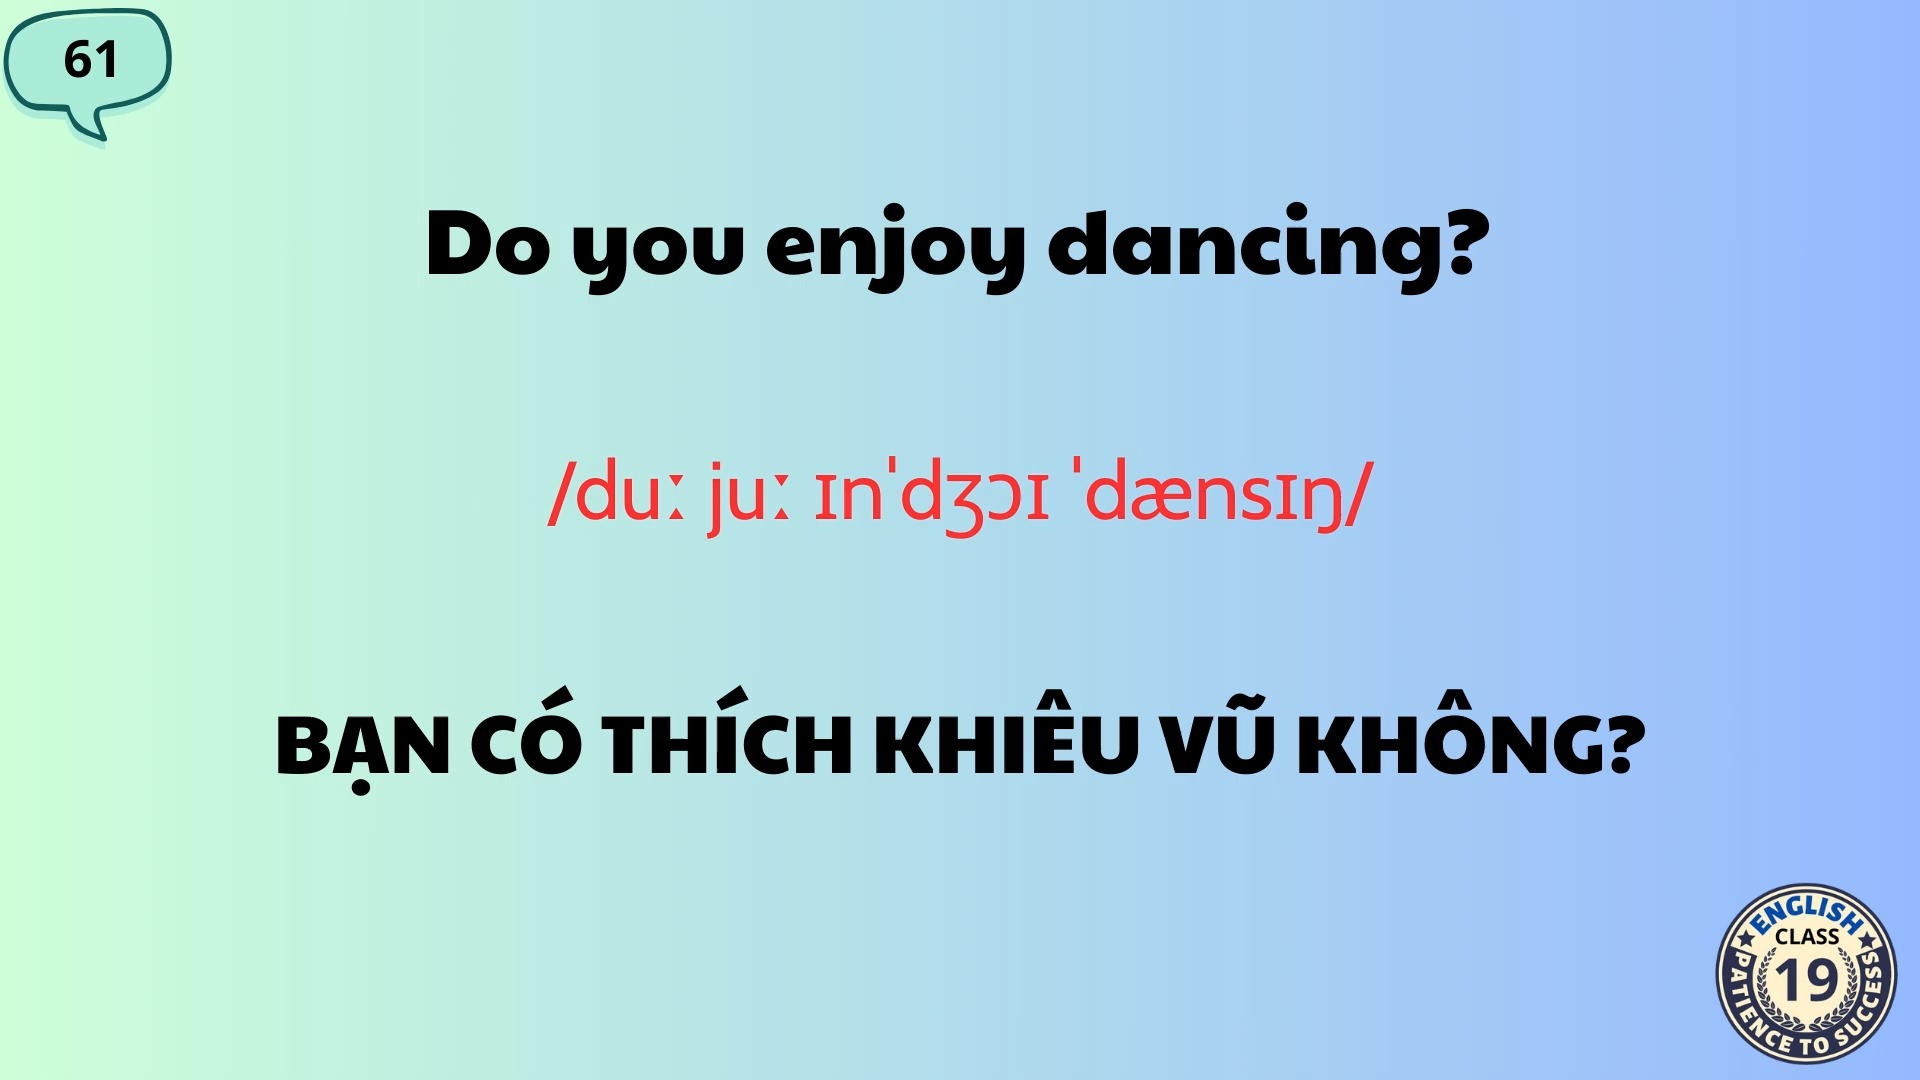 61
Do you enjoy dancing?
/duː juː ɪnˈdʒɔɪ ˈdænsɪŋ/
BẠN CÓ THÍCH KHIÊU VŨ KHÔNG?
ENGLISH
CLASS
19
PATIENCE TO SUCCESS